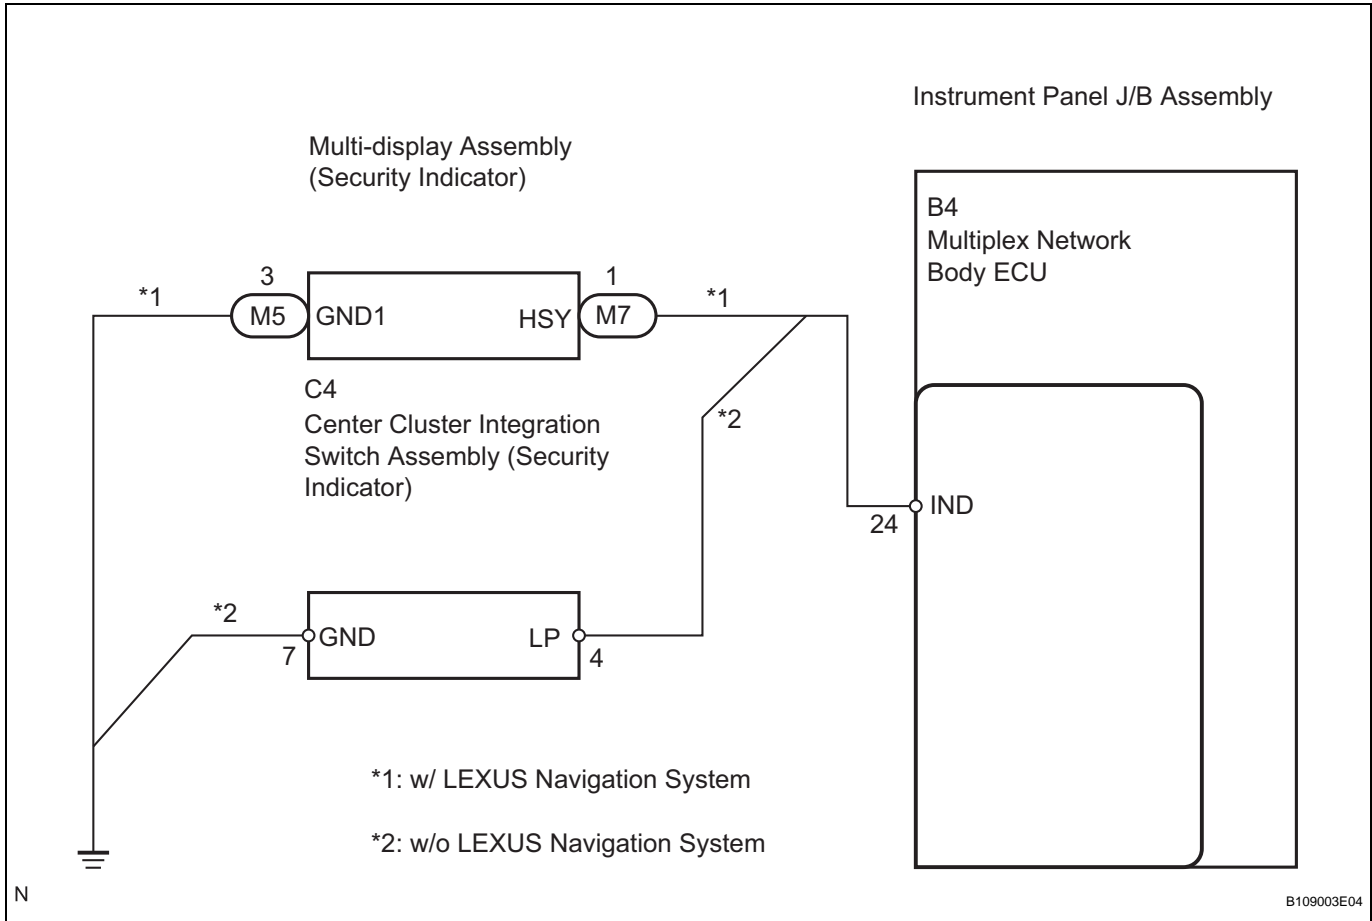 Instrument Panel J/B Assembly
Multi-display Assembly
(Security Indicator)
B4
Multiplex Network
Body ECU
*1
3
M5
GND1
HSY
1
M7
*1
C4
Center Cluster Integration
Switch Assembly (Security
Indicator)
*2
24
IND
*2
7
GND
LP
4
*1: w/ LEXUS Navigation System
*2: w/o LEXUS Navigation System
N
B109003E04